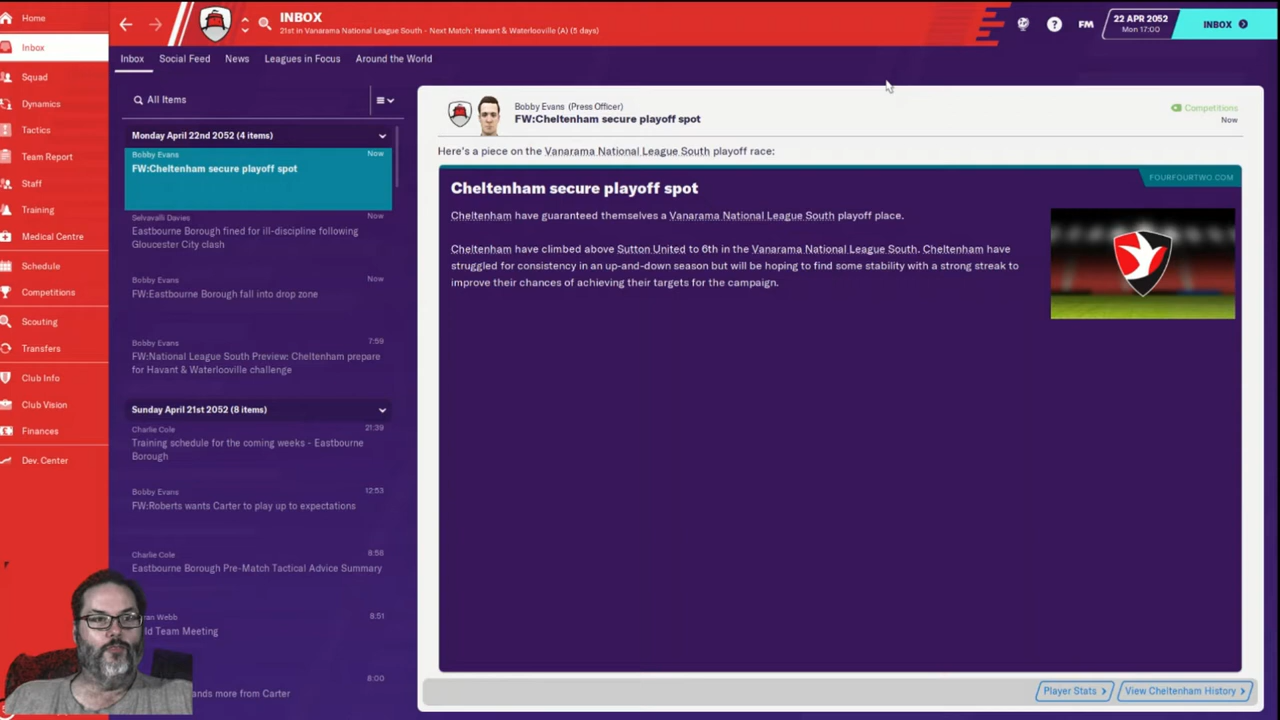 Home
Inbox
Squad
Dynamics
Tactics
Team Report
Staff
Training
Medical Centre
Schedule
Competitions
Scouting
Transfers
Club Info
Club Vision
Finances
Dev. Center
INBOX
21st in Vanarama National League South - Next Match: Havant & Waterlooville (A) (5 days)
?
FM
22 APR 2052
Mon 17:00
INBOX
Inbox
Social Feed
News
Leagues in Focus
Around the World
All Items
Monday April 22nd 2052 (4 items)
Bobby Evans
Now
FW:Cheltenham secure playoff spot
Selvavalli Davies
Now
Eastbourne Borough fined for ill-discipline following
Gloucester City clash
Bobby Evans
Now
FW:Eastbourne Borough fall into drop zone
Bobby Evans
7:59
FW:National League South Preview: Cheltenham prepare
for Havant & Waterlooville challenge
Sunday April 21st 2052 (8 items)
Charlie Cole
21:39
Training schedule for the coming weeks - Eastbourne
Borough
Bobby Evans
12:53
FW:Roberts wants Carter to play up to expectations
Charlie Cole
8:58
Eastbourne Borough Pre-Match Tactical Advice Summary
Webb
8:51
Team Meeting
8:00
more from Carter
Bobby Evans (Press Officer)
FW:Cheltenham secure playoff spot
Competitions
Now
Here's a piece on the Vanarama National League South playoff race:
FOURFOURTWO.COM
Cheltenham secure playoff spot
Cheltenham have guaranteed themselves a Vanarama National League South playoff place.
Cheltenham have climbed above Sutton United to 6th in the Vanarama National League South. Cheltenham have
struggled for consistency in an up-and-down season but will be hoping to find some stability with a strong streak to
improve their chances of achieving their targets for the campaign.
Player Stats
View Cheltenham History